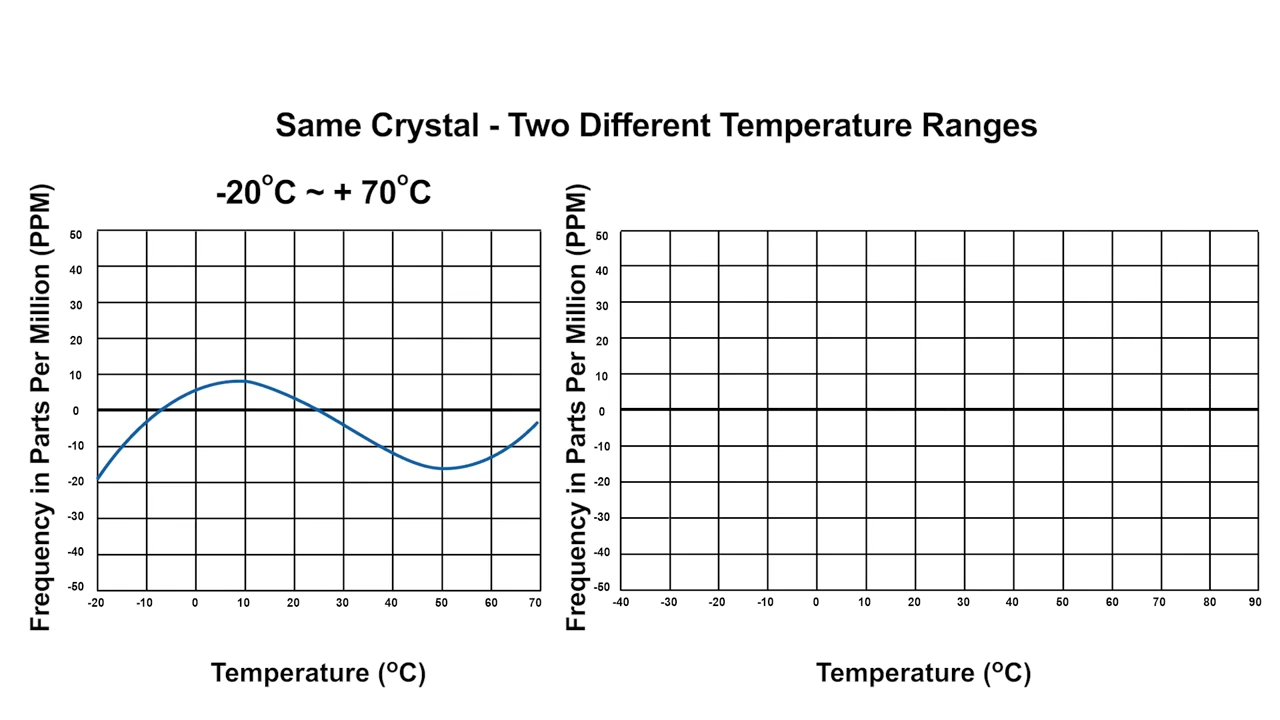 Same Crystal - Two Different Temperature Ranges
-20°C ~ + 70°C
Frequency in Parts Per Million (PPM)
50
40
30
20
10
0
-10
-20
-30
-40
-50
-20 -10 0 10 20 30 40 50 60 70
Temperature (°C)
Frequency in Parts Per Million (PPM)
50
40
30
20
10
0
-10
-20
-30
-40
-50
-40 -30 -20 -10 0 10 20 30 40 50 60 70 80 90
Temperature (°C)